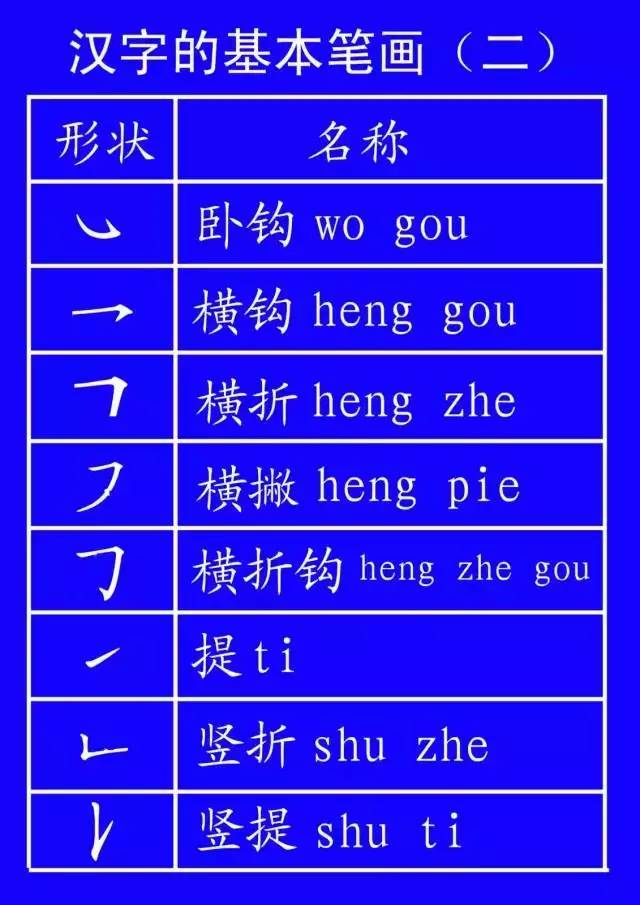 汉字的基本笔画（二）
形状 名称
㇃ 卧钩 wo gou
乛 横钩 heng gou
𠃍 横折 heng zhe
㇇ 横撇 heng pie
𠃌 横折钩 heng zhe gou
㇀ 提 ti
𠃊 竖折 shu zhe
𠄌 竖提 shu ti